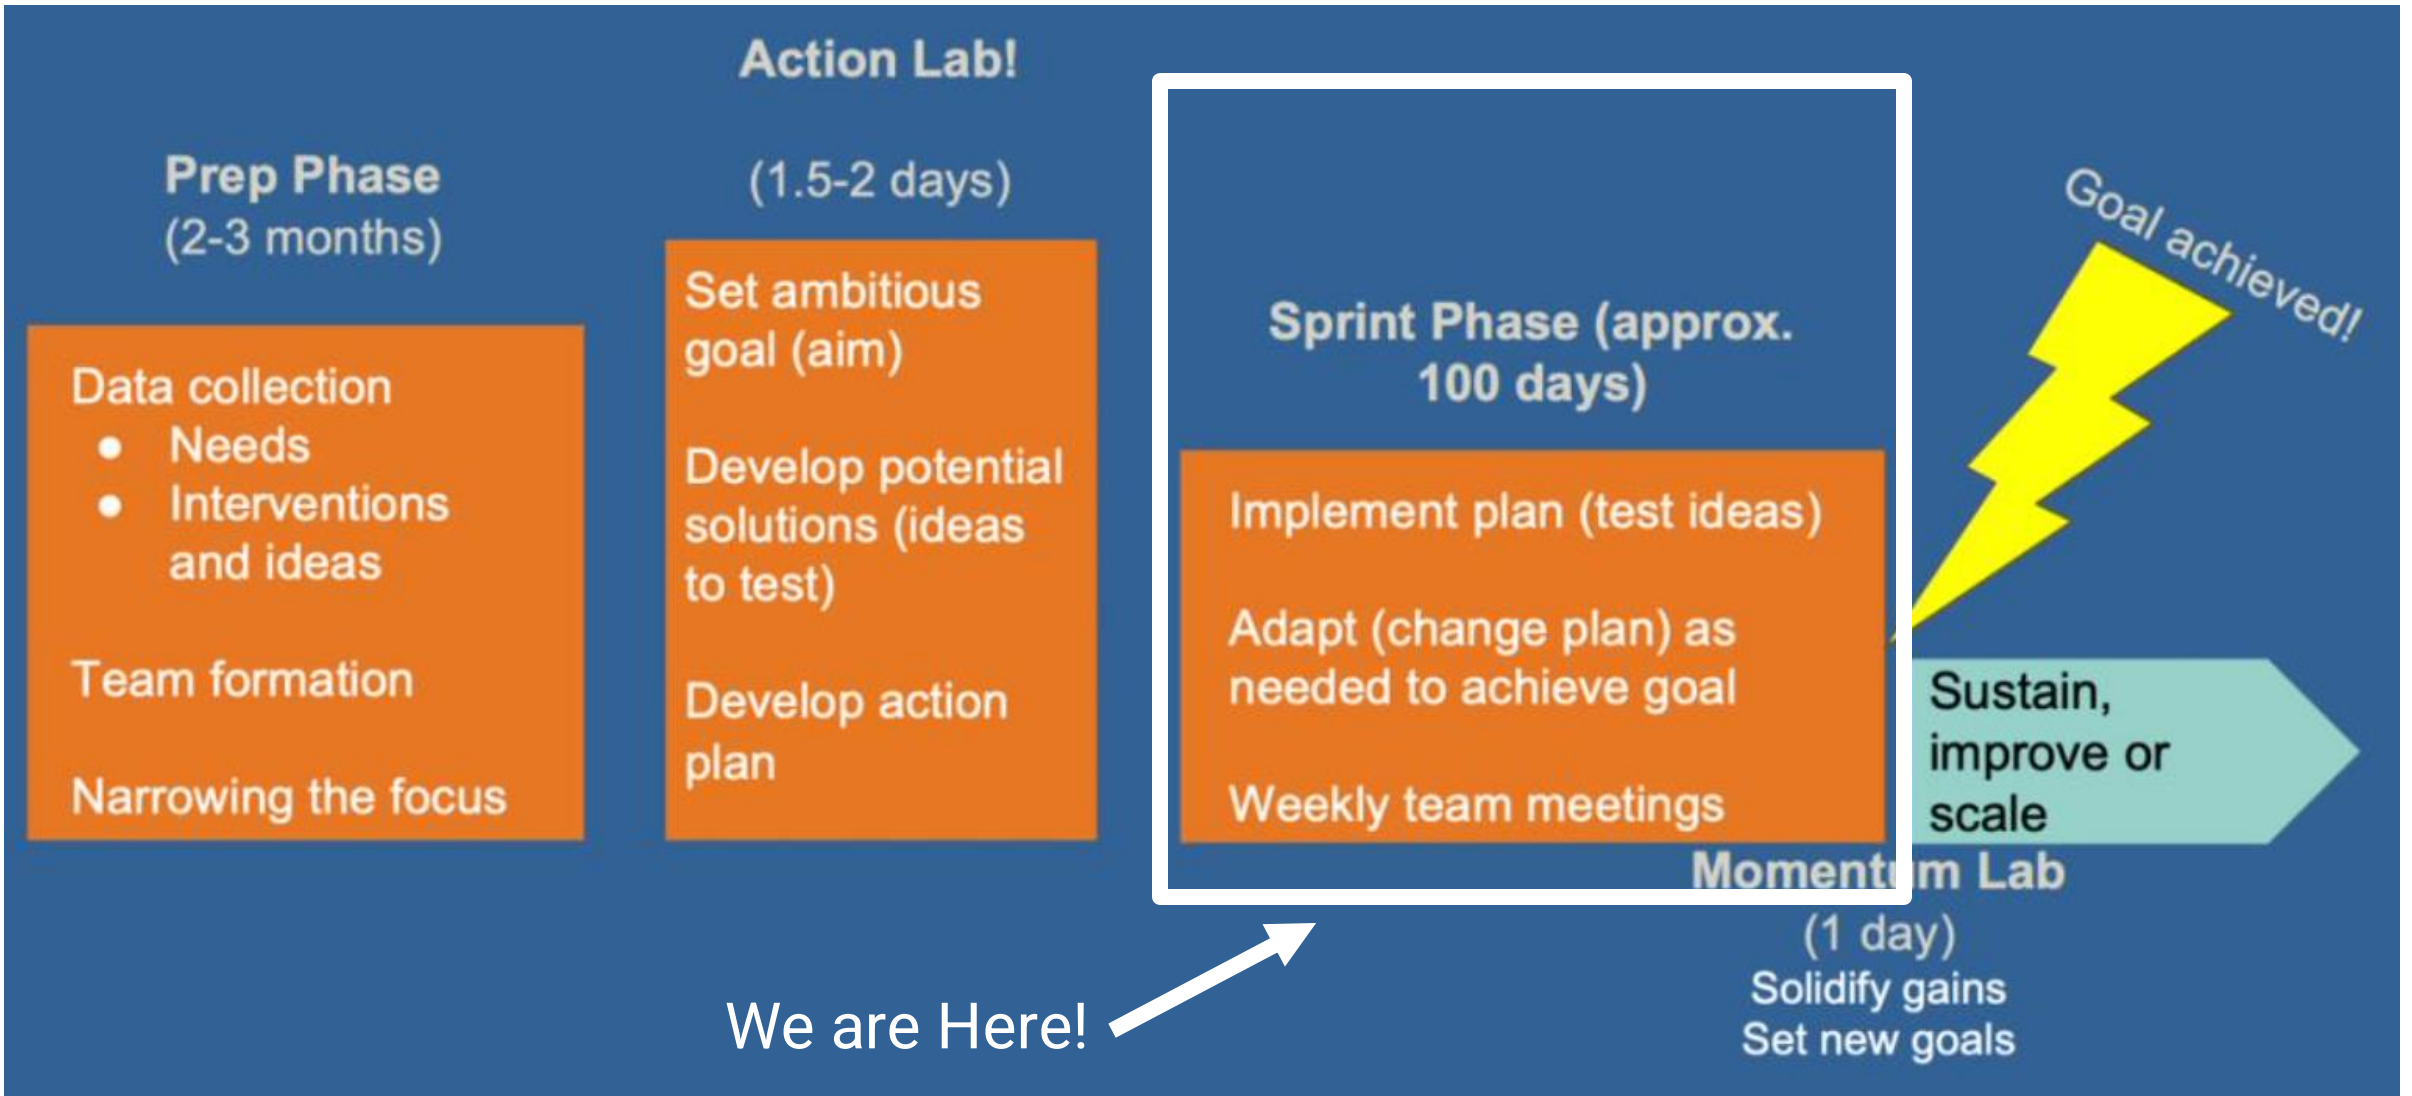 Prep Phase
(2-3 months)
Data collection
● Needs
● Interventions
and ideas
Team formation
Narrowing the focus
Action Lab!
(1.5-2 days)
Set ambitious
goal (aim)
Develop potential
solutions (ideas
to test)
Develop action
plan
Sprint Phase (approx.
100 days)
Implement plan (test ideas)
Adapt (change plan) as
needed to achieve goal
Weekly team meetings
Goal achieved!
Sustain,
improve or
scale
Momentum Lab
(1 day)
Solidify gains
Set new goals
We are Here!